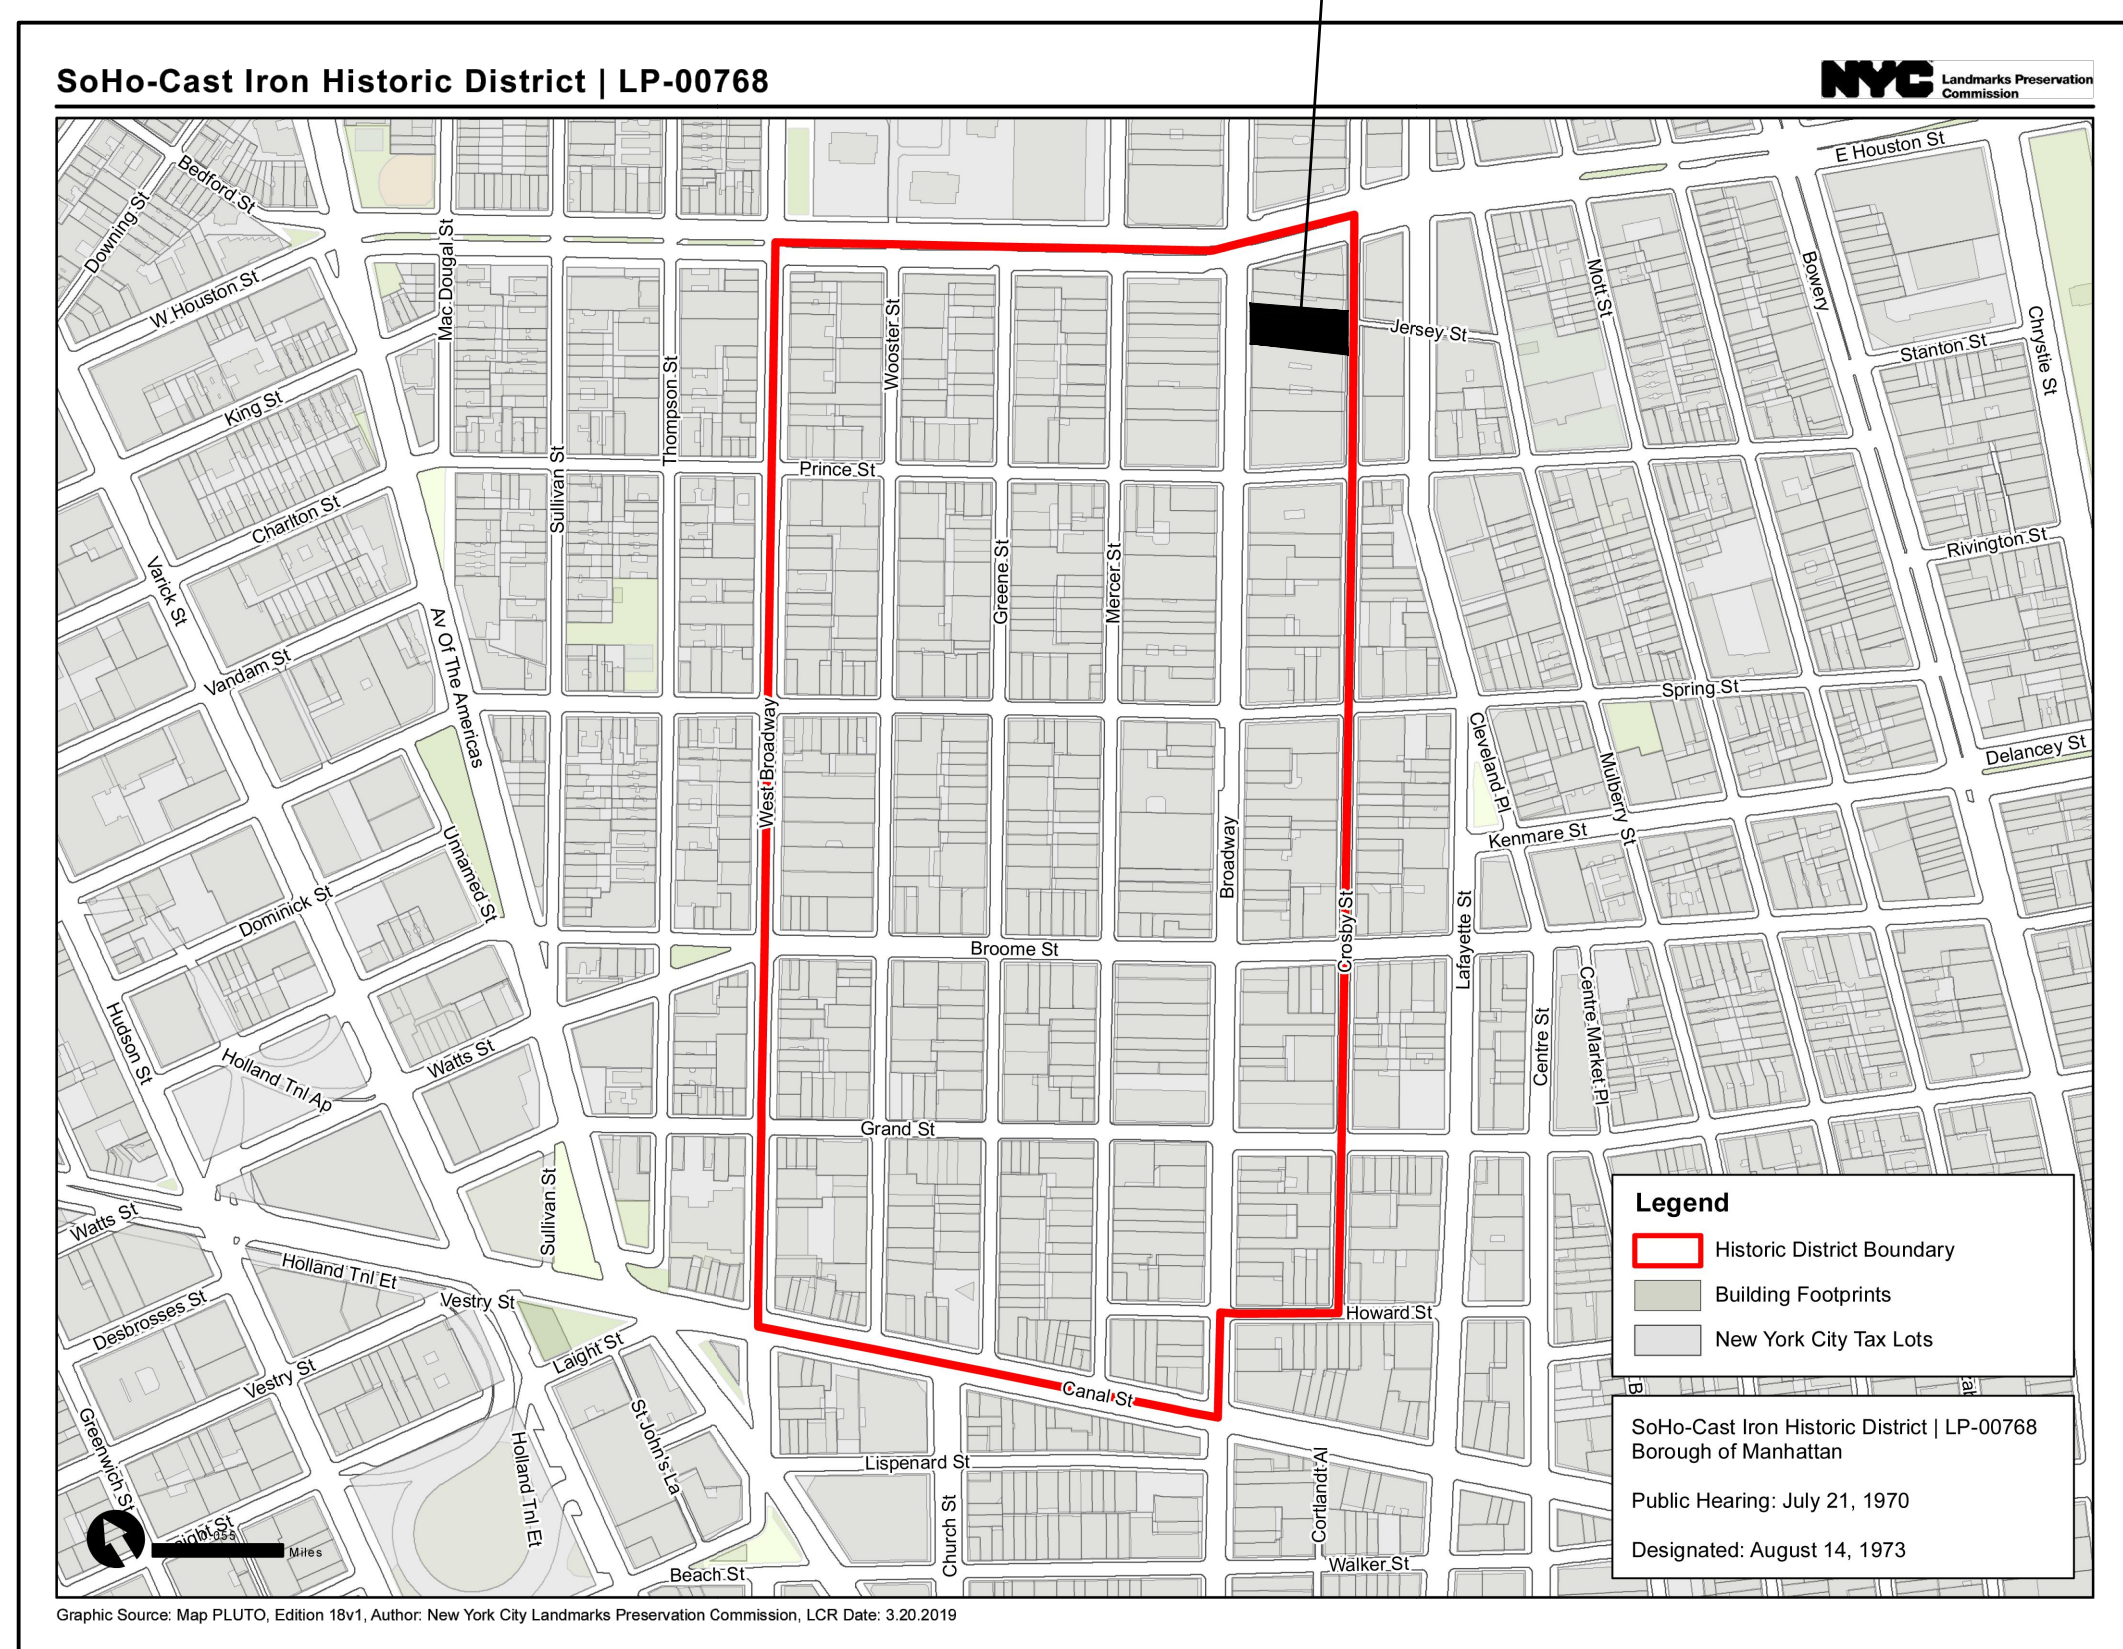 SoHo-Cast Iron Historic District | LP-00768
NYC
Landmarks Preservation
Commission
E Houston St
Bedford St
Downing St
W Houston St
Mac Dougal St
Wooster St
Jersey St
Mott St
Bowery
Stanton St
Chrystie St
King St
Thompson St
Prince St
Sullivan St
Charlton St
Greene St
Mercer St
Rivington St
Varick St
Vandam St
Av Of The Americas
Spring St
West Broadway
Cleveland Pl
Mulberry St
Delancey St
Kenmare St
Broadway
Unnamed St
Dominick St
Crosby St
Lafayette St
Broome St
Centre St
Centre Market Pl
Hudson St
Holland Tnl Ap
Watts St
Grand St
Watts St
Sullivan St
Holland Tnl Et
Vestry St
Desbrosses St
Laight St
Howard St
Vestry St
Canal St
Greenwich St
Holland Tnl Et
St John's La
Lispenard St
Church St
Cortlandt Al
Walker St
Beach St
Miles
Legend
Historic District Boundary
Building Footprints
New York City Tax Lots
SoHo-Cast Iron Historic District | LP-00768
Borough of Manhattan
Public Hearing: July 21, 1970
Designated: August 14, 1973
Graphic Source: Map PLUTO, Edition 18v1, Author: New York City Landmarks Preservation Commission, LCR Date: 3.20.2019